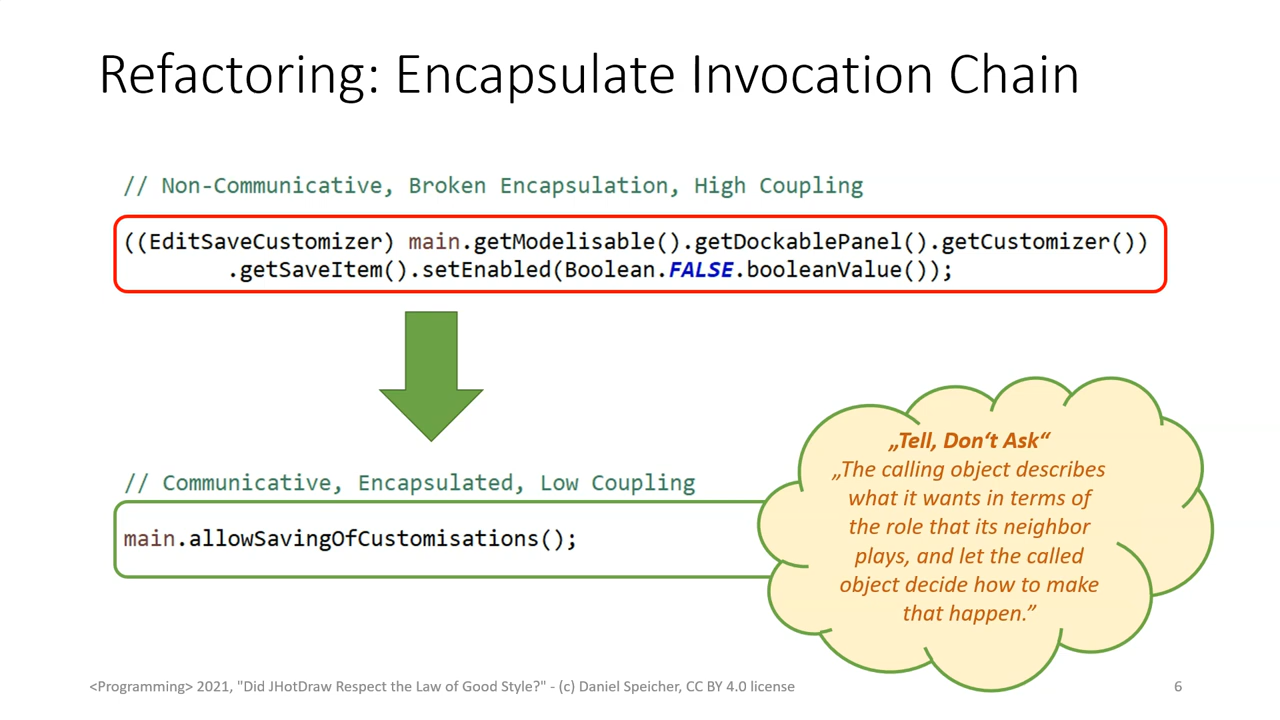 Refactoring: Encapsulate Invocation Chain
// Non-Communicative, Broken Encapsulation, High Coupling
((EditSaveCustomizer) main.getModelisable().getDockablePanel().getCustomizer())
.getSaveItem().setEnabled(Boolean.FALSE.booleanValue());
// Communicative, Encapsulated, Low Coupling
main.allowSavingOfCustomisations();
„Tell, Don‘t Ask“
„The calling object describes
what it wants in terms of
the role that its neighbor
plays, and let the called
object decide how to make
that happen.”
<Programming> 2021, "Did JHotDraw Respect the Law of Good Style?" - (c) Daniel Speicher, CC BY 4.0 license
6